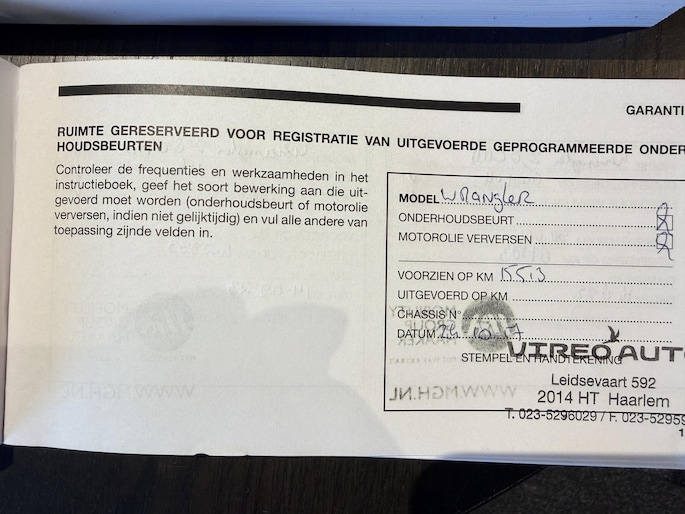 GARANTI
RUIMTE GERESERVEERD VOOR REGISTRATIE VAN UITGEVOERDE GEPROGRAMMEERDE ONDER
HOUDSBEURTEN
Controleer de frequenties en werkzaamheden in het
instructieboek, geef het soort bewerking aan die uit-
gevoerd moet worden (onderhoudsbeurt of motorolie
verversen, indien niet gelijktijdig) en vul alle andere van
toepassing zijnde velden in.
MODEL WRANGLER
ONDERHOUDSBEURT
MOTOROLIE VERVERSEN
VOORZIEN OP KM
UITGEVOERD OP KM
CHASSIS N°
DATUM
VIREO AUTO
STEMPEL EN HANDTEKENING
Leidsevaart 592
2014 HT Haarlem
T. 023-5296029 / F. 023-52959